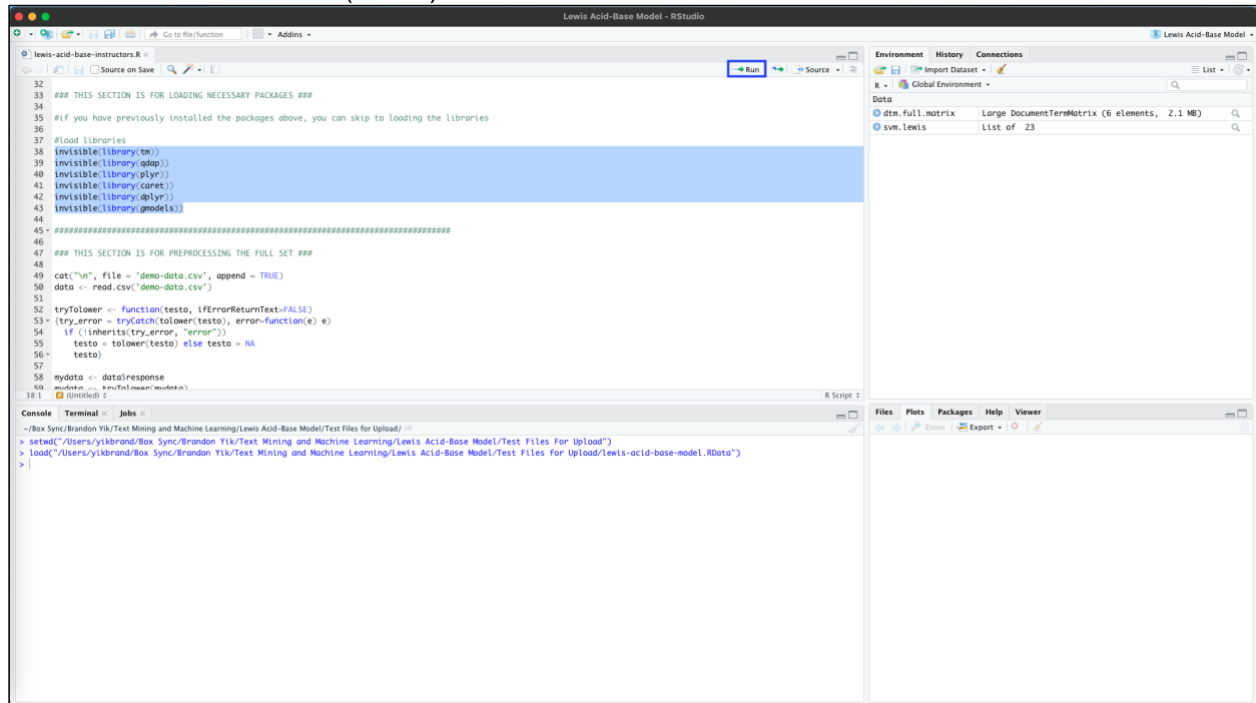 Lewis Acid-Base Model - RStudio
Go to file/function
Addins
Lewis Acid-Base Model
lewis-acid-base-instructors.R
Source on Save
Run
Source
32
33 ### THIS SECTION IS FOR LOADING NECESSARY PACKAGES ###
34
35 #if you have previously installed the packages above, you can skip to loading the libraries
36
37 #load libraries
38 invisible(library(tm))
39 invisible(library(qdap))
40 invisible(library(plyr))
41 invisible(library(caret))
42 invisible(library(dplyr))
43 invisible(library(gmodels))
44
45 ##################################################################################
46
47 ### THIS SECTION IS FOR PREPROCESSING THE FULL SET ###
48
49 cat("\n", file = 'demo-data.csv', append = TRUE)
50 data <- read.csv('demo-data.csv')
51
52 tryTolower <- function(testo, ifErrorReturnText=FALSE)
53 {try_error = tryCatch(tolower(testo), error=function(e) e)
54 if (!inherits(try_error, "error"))
55 testo = tolower(testo) else testo = NA
56 testo}
57
58 mydata <- data$response
59 mydata <- tryTolower(mydata)
38:1 (Untitled) R Script
Console Terminal Jobs
~/Box Sync/Brandon Yik/Text Mining and Machine Learning/Lewis Acid-Base Model/Test Files for Upload/
> setwd("/Users/yikbrand/Box Sync/Brandon Yik/Text Mining and Machine Learning/Lewis Acid-Base Model/Test Files For Upload")
> load("/Users/yikbrand/Box Sync/Brandon Yik/Text Mining and Machine Learning/Lewis Acid-Base Model/Test Files for Upload/lewis-acid-base-model.RData")
>
Environment History Connections
Import Dataset
List
R Global Environment
Data
dtm.full.matrix Large DocumentTermMatrix (6 elements, 2.1 MB)
svm.lewis List of 23
Files Plots Packages Help Viewer
Zoom Export